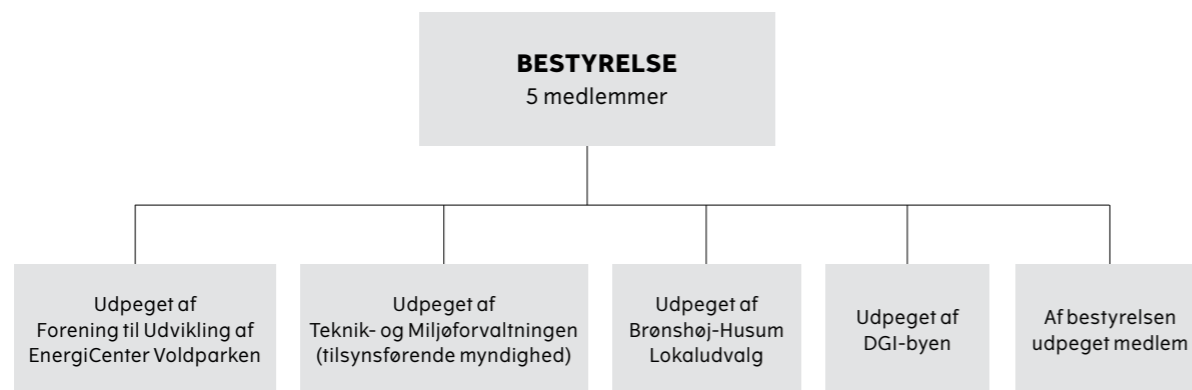 BESTYRELSE
5 medlemmer
Udpeget af
Forening til Udvikling af
EnergiCenter Voldparken
Udpeget af
Teknik- og Miljøforvaltningen
(tilsynsførende myndighed)
Udpeget af
Brønshøj-Husum
Lokaludvalg
Udpeget af
DGI-byen
Af bestyrelsen
udpeget medlem